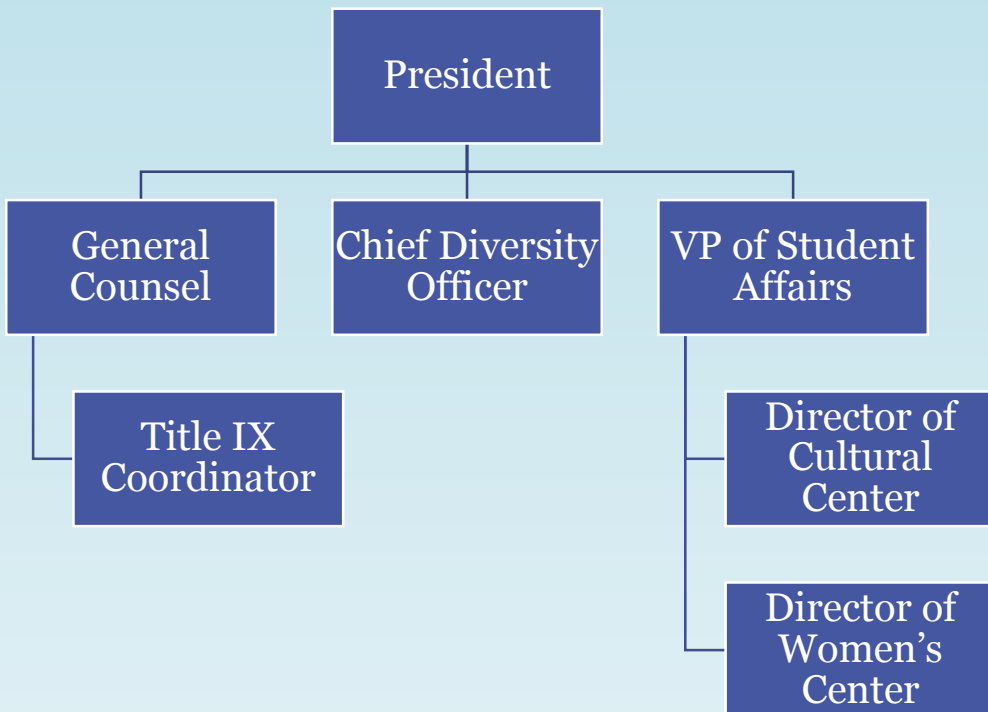 President
General
Counsel
Chief Diversity
Officer
VP of Student
Affairs
Title IX
Coordinator
Director of
Cultural
Center
Director of
Women’s
Center